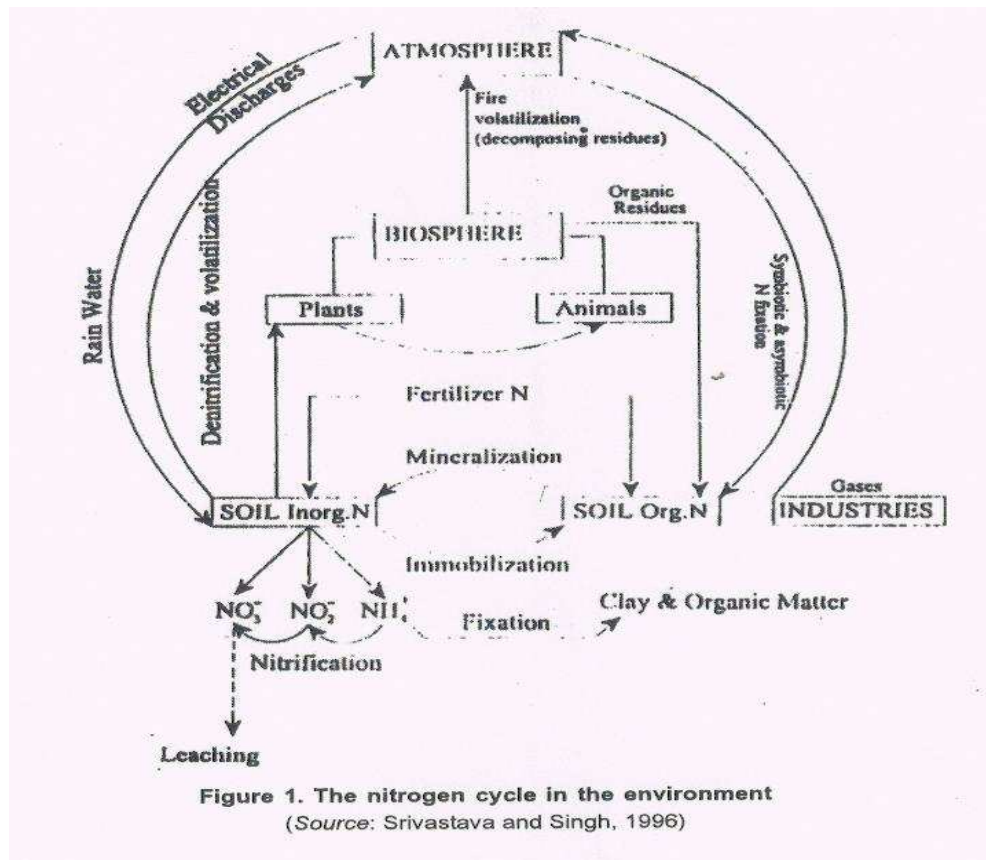 ATMOSPHERE
Electrical
Discharges
Fire
volatilization
(decomposing residues)
Organic
Residues
BIOSPHERE
Rain Water
Denitrification & volatilization
Symbionic & asymbiotic
N fixation
Plants
Animals
Fertilizer N
Mineralization
Gases
SOIL Inorg.N
SOIL Org.N
INDUSTRIES
Immobilization
NO₃⁻ NO₂⁻ NH₄⁺
Fixation
Clay & Organic Matter
Nitrification
Leaching
Figure 1. The nitrogen cycle in the environment
(Source: Srivastava and Singh, 1996)